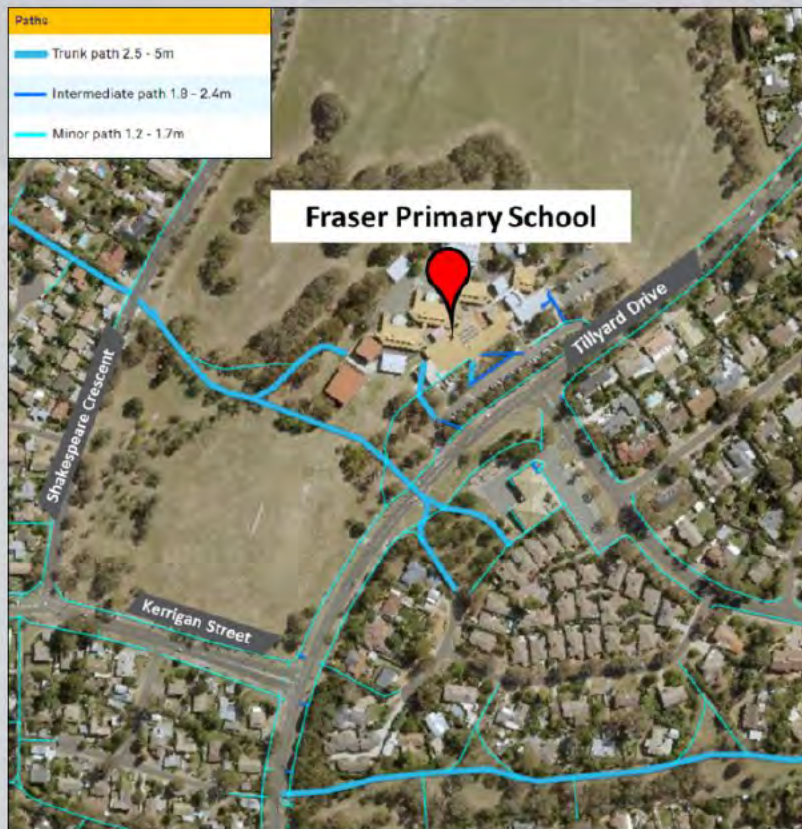 Paths
Trunk path 2.5 - 5m
Intermediate path 1.8 - 2.4m
Minor path 1.2 - 1.7m
Fraser Primary School
Tillyard Drive
Shakespeare Crescent
Kerrigan Street